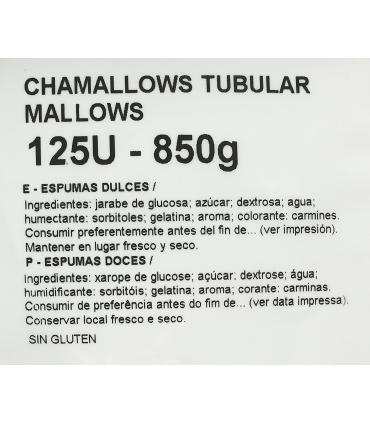 CHAMALLOWS TUBULAR
MALLOWS
125U - 850g
E - ESPUMAS DULCES /
Ingredientes: jarabe de glucosa; azúcar; dextrosa; agua;
humectante: sorbitoles; gelatina; aroma; colorante: carmines.
Consumir preferentemente antes del fin de... (ver impresión).
Mantener en lugar fresco y seco.
P - ESPUMAS DOCES /
Ingredientes: xarope de glucose; açúcar; dextrose; água;
humidificante: sorbitóis; gelatina; aroma; corante: carminas.
Consumir de preferência antes do fim de... (ver data impressa).
Conservar local fresco e seco.
SIN GLUTEN